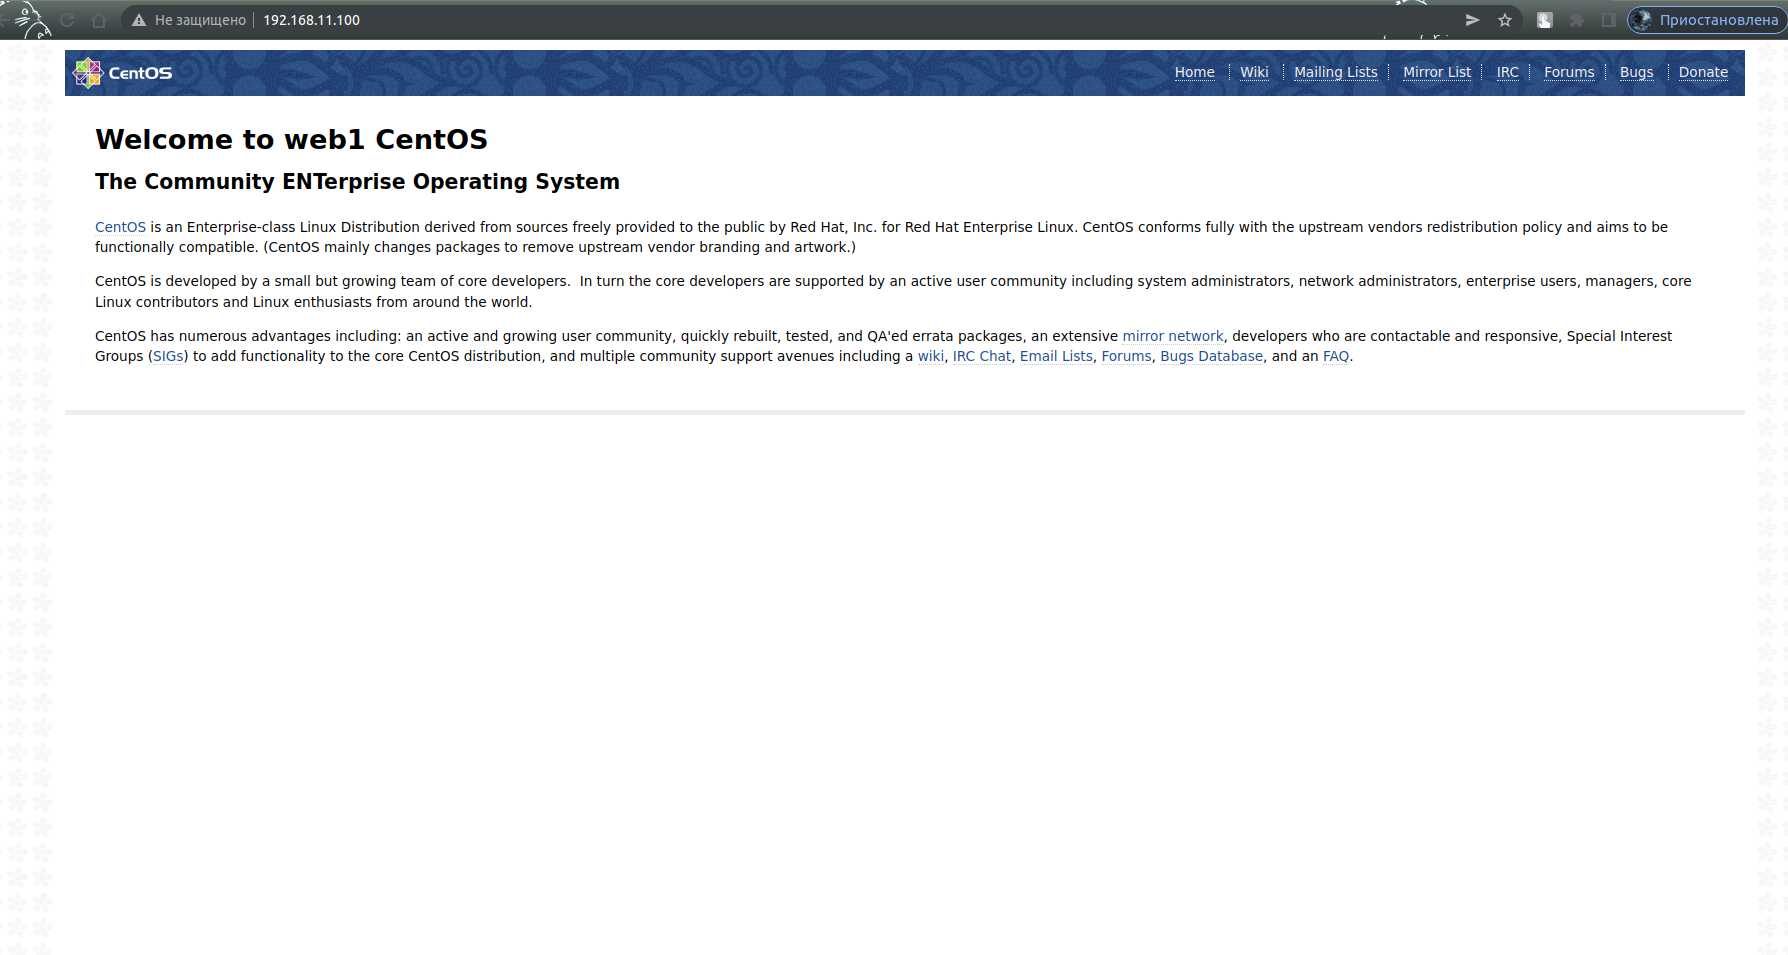 Не защищено 192.168.11.100 Приостановлена
CentOS Home Wiki Mailing Lists Mirror List IRC Forums Bugs Donate
Welcome to web1 CentOS
The Community ENTerprise Operating System
CentOS is an Enterprise-class Linux Distribution derived from sources freely provided to the public by Red Hat, Inc. for Red Hat Enterprise Linux. CentOS conforms fully with the upstream vendors redistribution policy and aims to be
functionally compatible. (CentOS mainly changes packages to remove upstream vendor branding and artwork.)
CentOS is developed by a small but growing team of core developers.  In turn the core developers are supported by an active user community including system administrators, network administrators, enterprise users, managers, core
Linux contributors and Linux enthusiasts from around the world.
CentOS has numerous advantages including: an active and growing user community, quickly rebuilt, tested, and QA'ed errata packages, an extensive mirror network, developers who are contactable and responsive, Special Interest
Groups (SIGs) to add functionality to the core CentOS distribution, and multiple community support avenues including a wiki, IRC Chat, Email Lists, Forums, Bugs Database, and an FAQ.